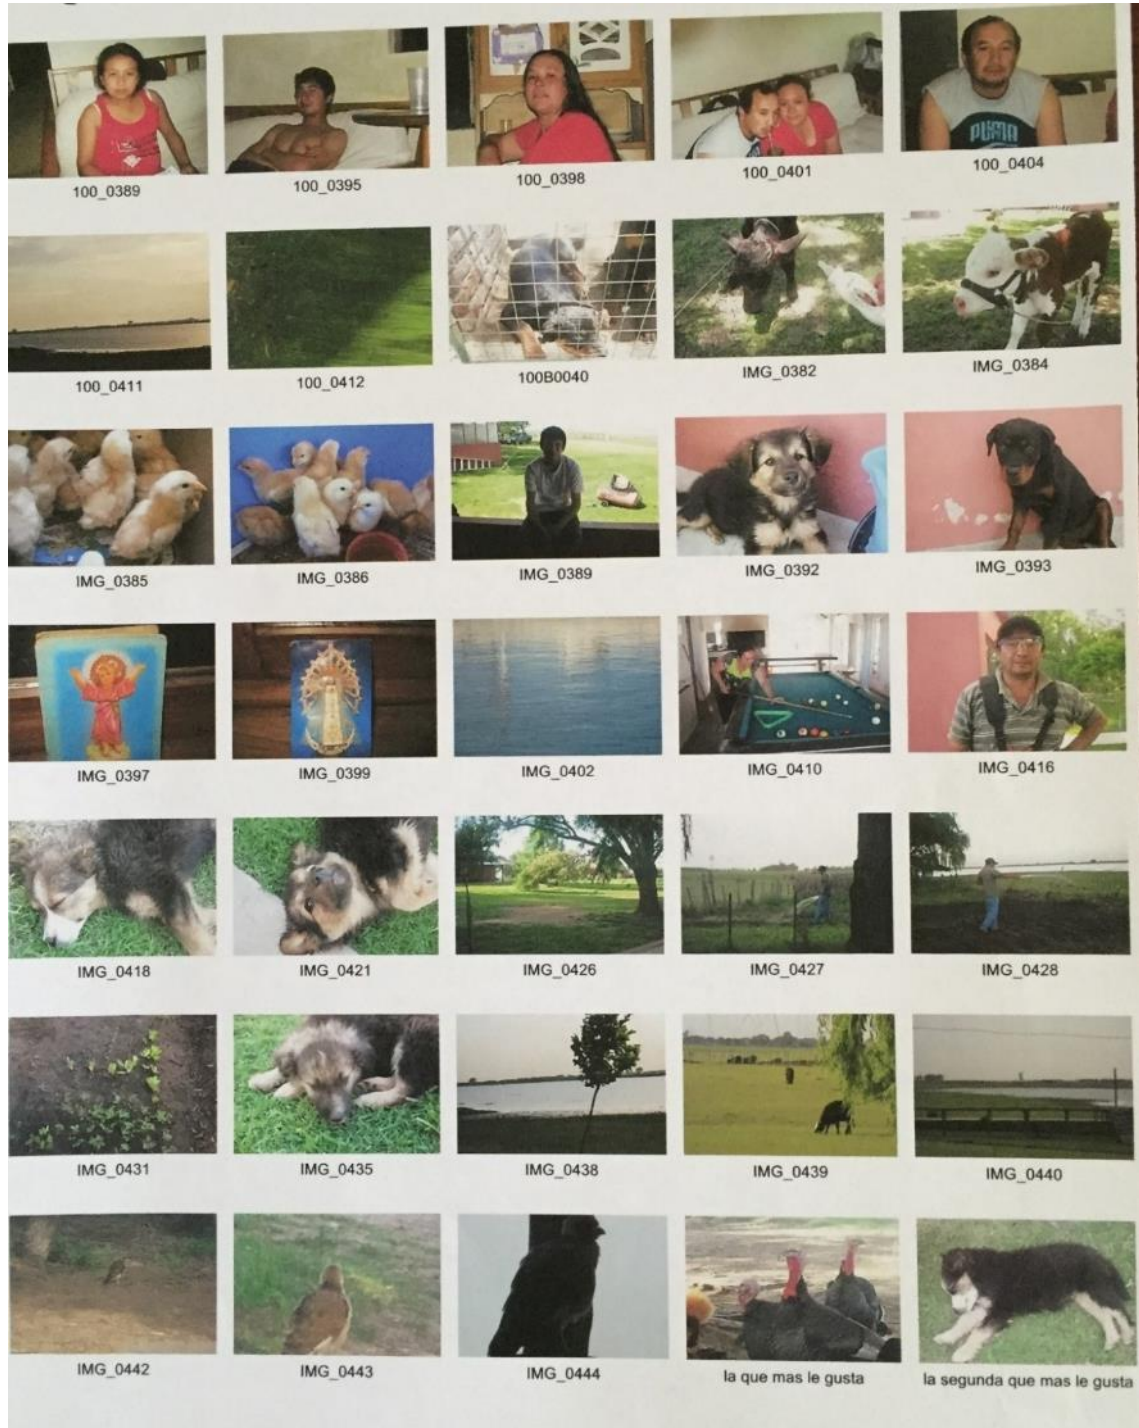 PUMA
100_0389 100_0395 100_0398 100_0401 100_0404
100_0411 100_0412 100B0040 IMG_0382 IMG_0384
IMG_0385 IMG_0386 IMG_0389 IMG_0392 IMG_0393
IMG_0397 IMG_0399 IMG_0402 IMG_0410 IMG_0416
IMG_0418 IMG_0421 IMG_0426 IMG_0427 IMG_0428
IMG_0431 IMG_0435 IMG_0438 IMG_0439 IMG_0440
IMG_0442 IMG_0443 IMG_0444 la que mas le gusta la segunda que mas le gusta